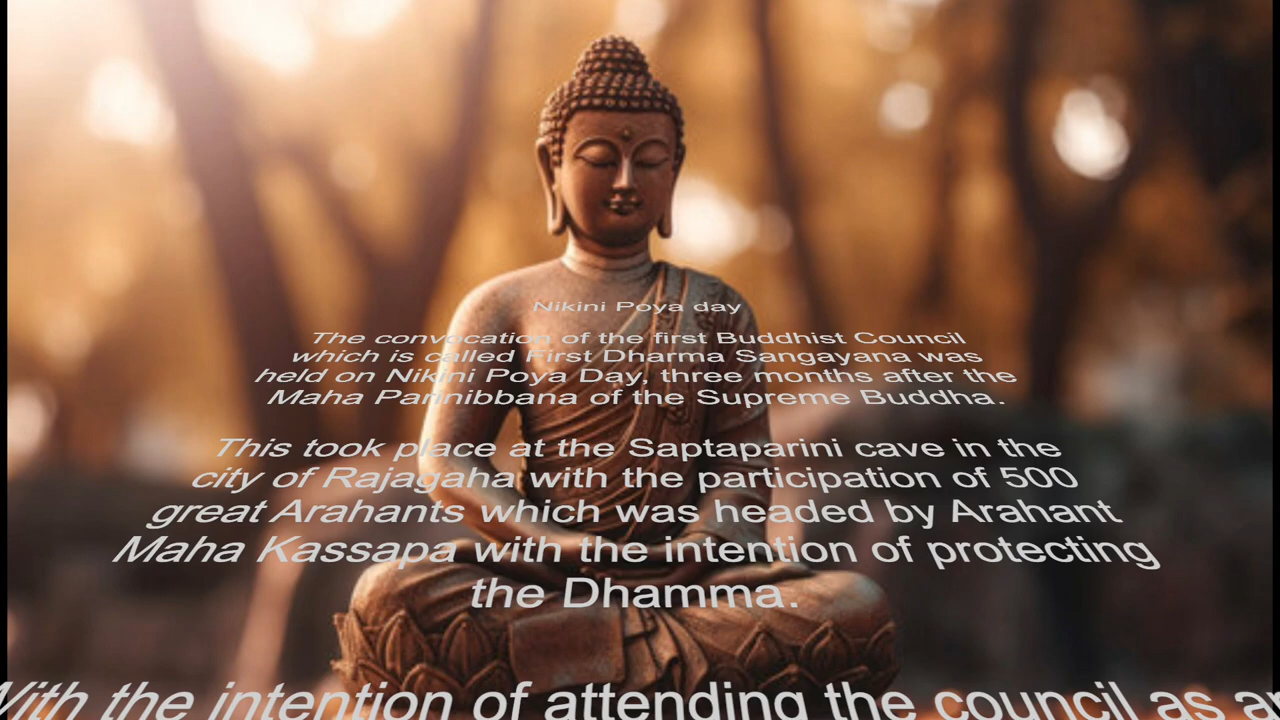 Nikini Poya day
The convocation of the first Buddhist Council
which is called First Dharma Sangayana was
held on Nikini Poya Day, three months after the
Maha Parinibbana of the Supreme Buddha.
This took place at the Saptaparini cave in the
city of Rajagaha with the participation of 500
great Arahants which was headed by Arahant
Maha Kassapa with the intention of protecting
the Dhamma.
With the intention of attending the council as